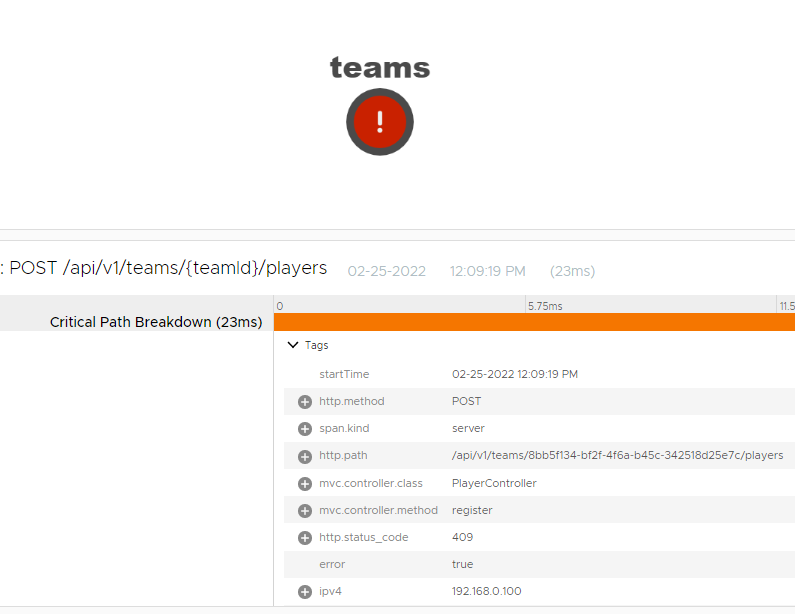 teams
!
: POST /api/v1/teams/{teamId}/players 02-25-2022 12:09:19 PM (23ms)
0 5.75ms 11.5
Critical Path Breakdown (23ms)
Tags
startTime 02-25-2022 12:09:19 PM
http.method POST
span.kind server
http.path /api/v1/teams/8bb5f134-bf2f-4f6a-b45c-342518d25e7c/players
mvc.controller.class PlayerController
mvc.controller.method register
http.status_code 409
error true
ipv4 192.168.0.100